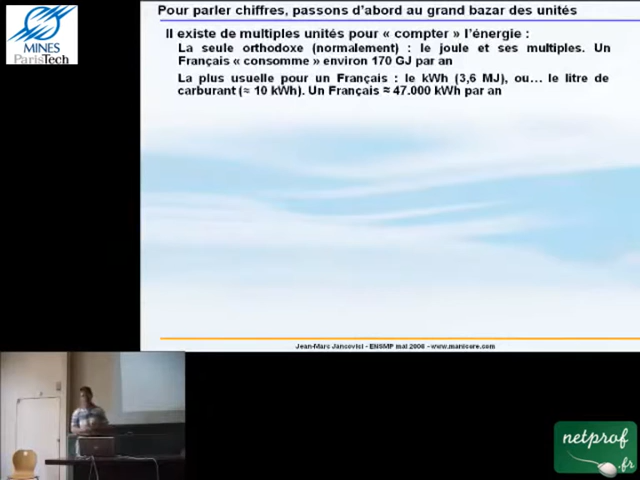 MINES
ParisTech
Pour parler chiffres, passons d'abord au grand bazar des unités
Il existe de multiples unités pour « compter » l'énergie :
La seule orthodoxe (normalement) : le joule et ses multiples. Un
Français « consomme » environ 170 GJ par an
La plus usuelle pour un Français : le kWh (3,6 MJ), ou... le litre de
carburant (≈ 10 kWh). Un Français ≈ 47.000 kWh par an
Jean-Marc Jancovici - ENSMP mai 2008 - www.manicore.com
netprof
.fr